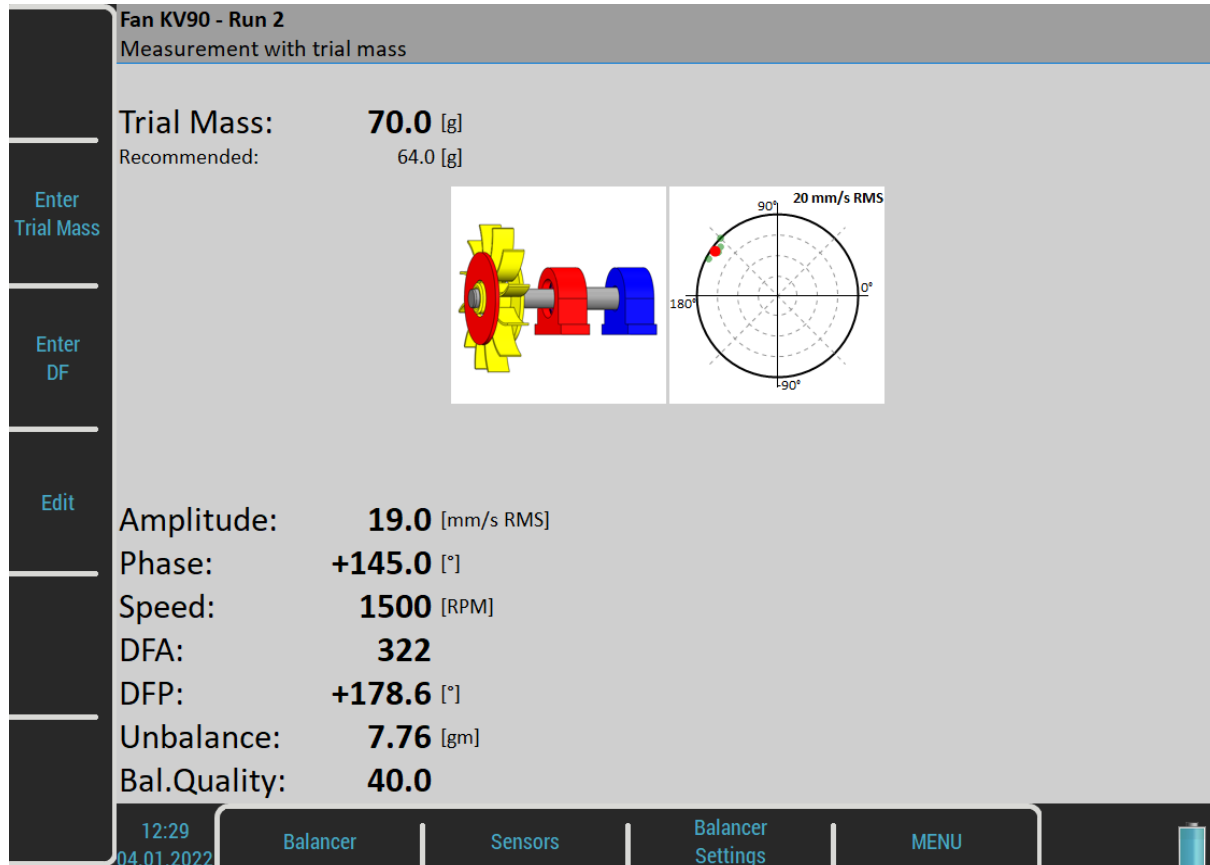 Fan KV90 - Run 2
Measurement with trial mass
Trial Mass: 70.0 [g]
Recommended: 64.0 [g]
Enter
Trial Mass
20 mm/s RMS
90°
0°
180°
-90°
Enter
DF
Edit
Amplitude: 19.0 [mm/s RMS]
Phase: +145.0 [°]
Speed: 1500 [RPM]
DFA: 322
DFP: +178.6 [°]
Unbalance: 7.76 [gm]
Bal.Quality: 40.0
12:29
04.01.2022
Balancer
Sensors
Balancer
Settings
MENU